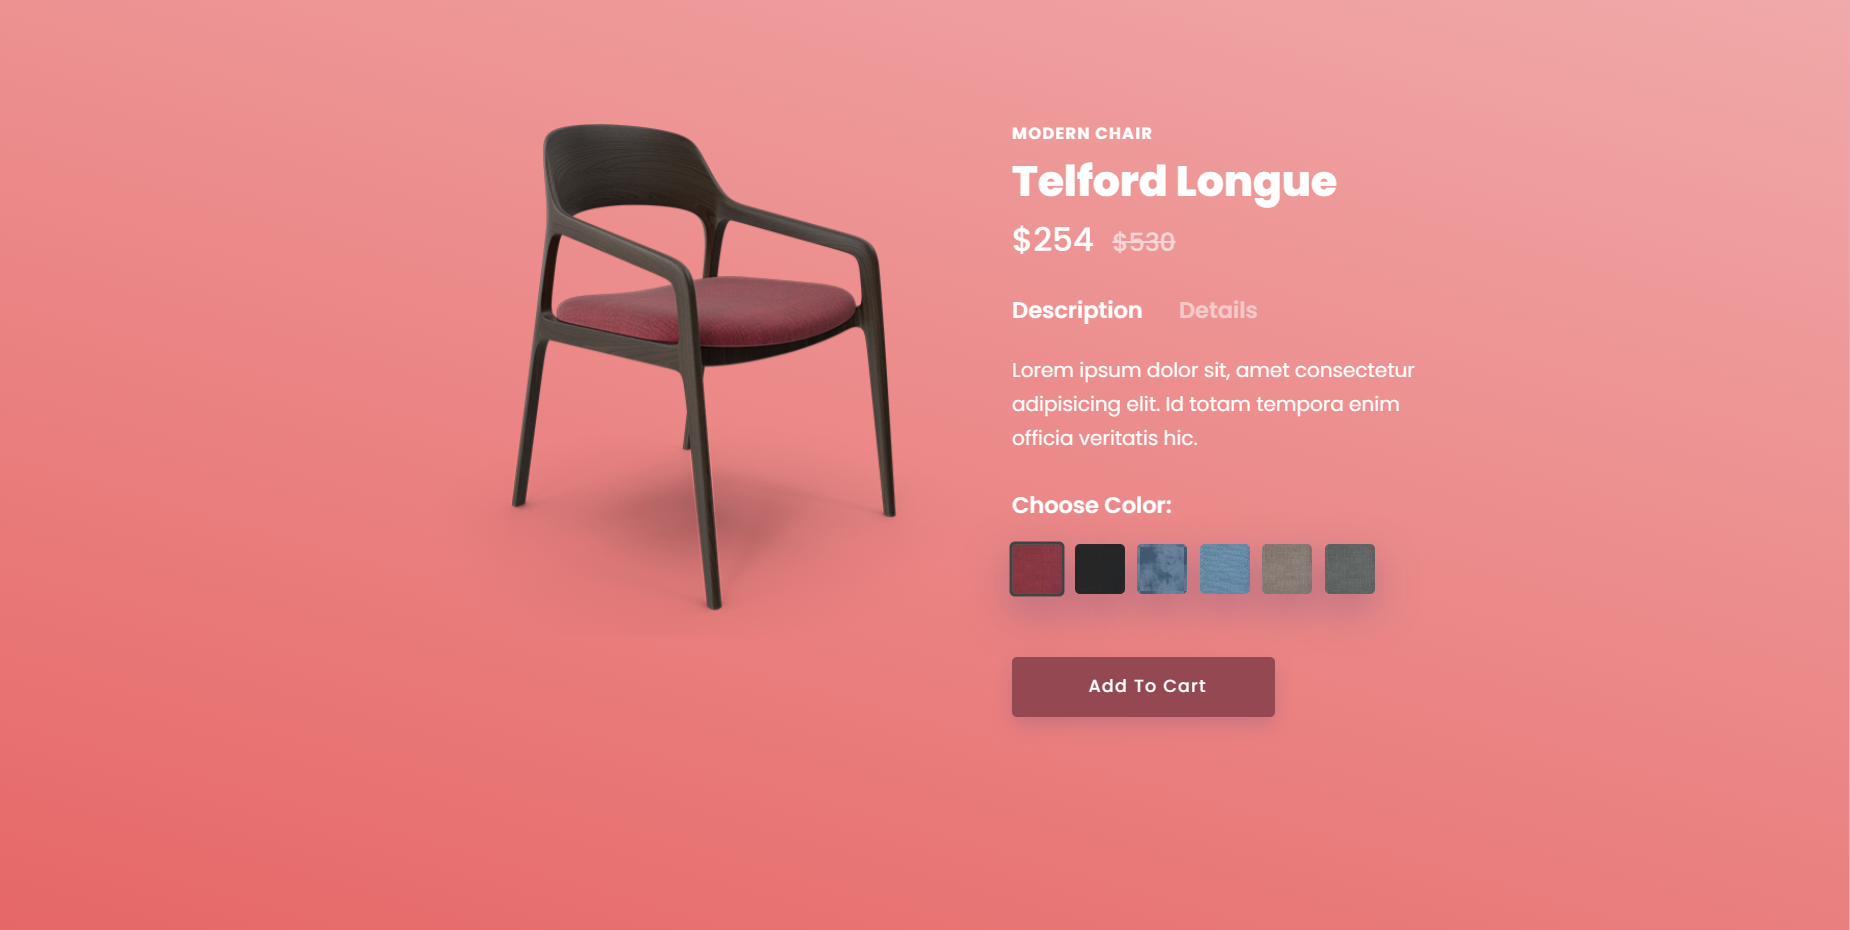 MODERN CHAIR
Telford Longue
$254 $530
Description Details
Lorem ipsum dolor sit, amet consectetur
adipisicing elit. Id totam tempora enim
officia veritatis hic.
Choose Color:
Add To Cart